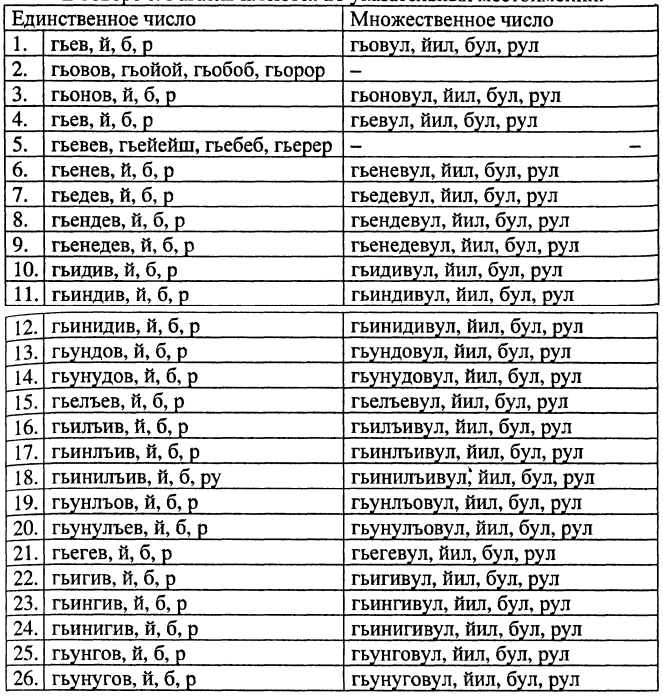 Единственное число Множественное число
1. гьев, й, б, р гьовул, йил, бул, рул
2. гьовов, гьойой, гьобоб, гьорор –
3. гьонов, й, б, р гьоновул, йил, бул, рул
4. гьев, й, б, р гьевул, йил, бул, рул
5. гьевев, гьейейш, гьебеб, гьерер – –
6. гьенев, й, б, р гьеневул, йил, бул, рул
7. гьедев, й, б, р гьедевул, йил, бул, рул
8. гьендев, й, б, р гьендевул, йил, бул, рул
9. гьенедев, й, б, р гьенедевул, йил, бул, рул
10. гьидив, й, б, р гьидивул, йил, бул, рул
11. гьиндив, й, б, р гьиндивул, йил, бул, рул
12. гьинидив, й, б, р гьинидивул, йил, бул, рул
13. гьундов, й, б, р гьундовул, йил, бул, рул
14. гьунудов, й, б, р гьунудовул, йил, бул, рул
15. гьелъев, й, б, р гьелъевул, йил, бул, рул
16. гьилъив, й, б, р гьилъивул, йил, бул, рул
17. гьинлъив, й, б, р гьинлъивул, йил, бул, рул
18. гьинилъив, й, б, ру гьинилъивул, йил, бул, рул
19. гьунлъов, й, б, р гьунлъовул, йил, бул, рул
20. гьунулъев, й, б, р гьунулъовул, йил, бул, рул
21. гьегев, й, б, р гьегевул, йил, бул, рул
22. гьигив, й, б, р гьигивул, йил, бул, рул
23. гьингив, й, б, р гьингивул, йил, бул, рул
24. гьинигив, й, б, р гьинигивул, йил, бул, рул
25. гьунгов, й, б, р гьунговул, йил, бул, рул
26. гьунугов, й, б, р гьунуговул, йил, бул, рул